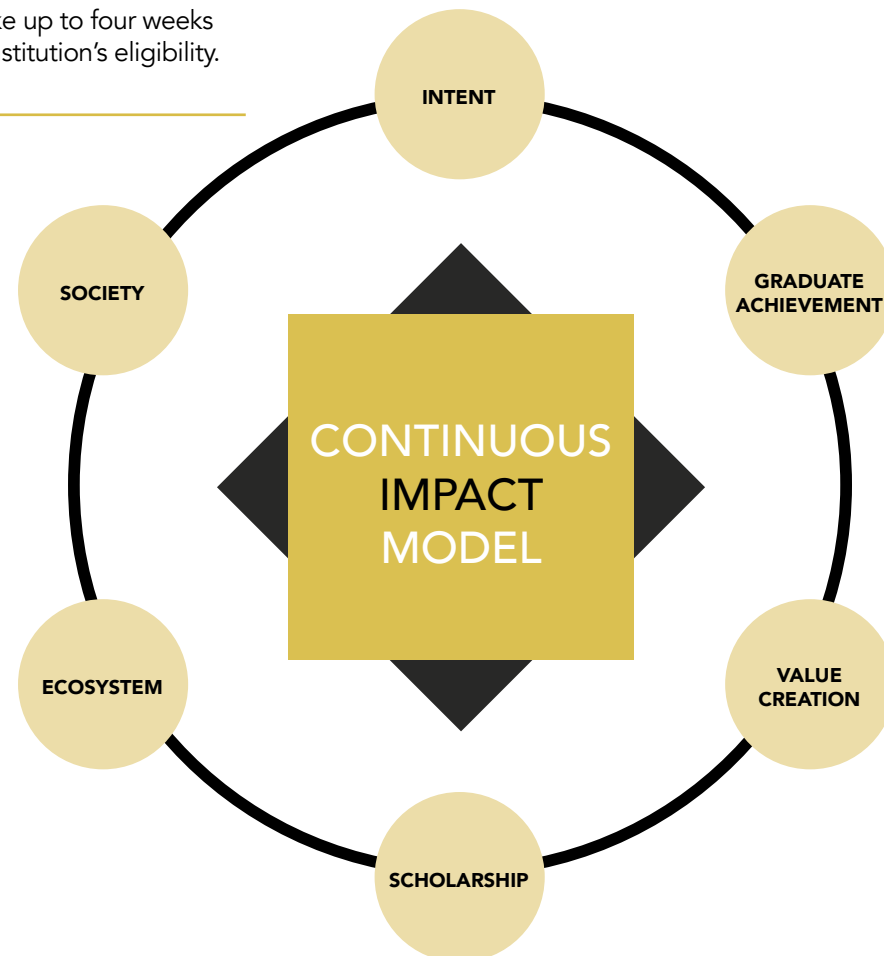 up to four weeks
stitution’s eligibility.
INTENT
GRADUATE
ACHIEVEMENT
VALUE
CREATION
SCHOLARSHIP
ECOSYSTEM
SOCIETY
CONTINUOUS
IMPACT
MODEL